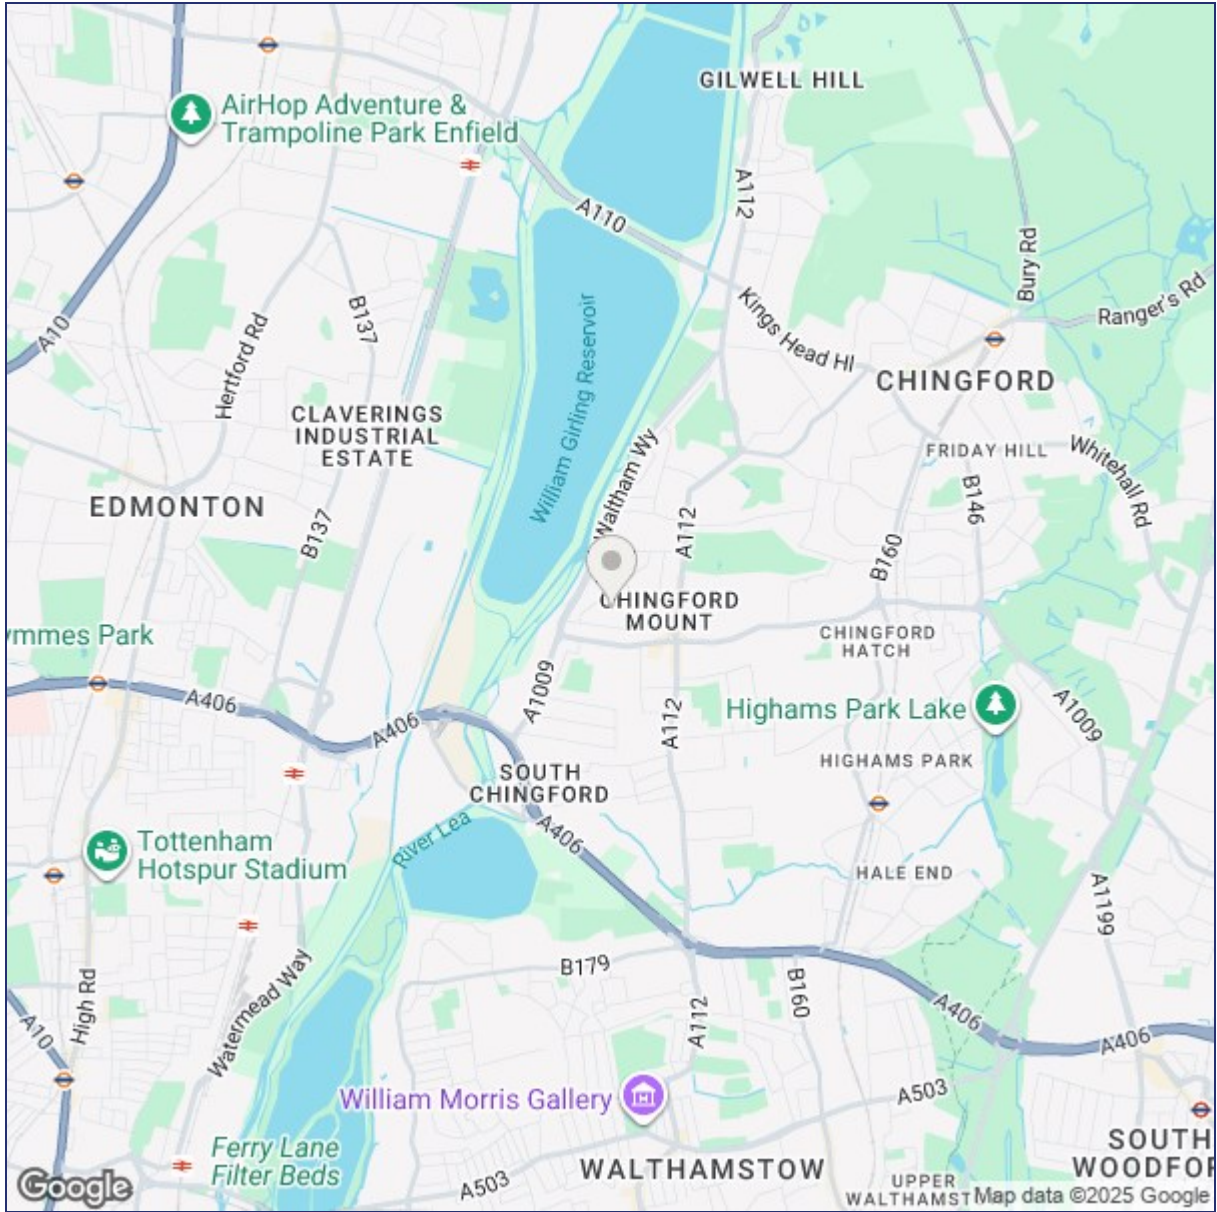 GILWELL HILL
AirHop Adventure &
Trampoline Park Enfield
A112
A110
Bury Rd
Ranger's Rd
A10
Hertford Rd
B137
William Girling Reservoir
Kings Head Hl
CHINGFORD
CLAVERINGS
INDUSTRIAL
ESTATE
Waltham Wy
FRIDAY HILL
Whitehall Rd
EDMONTON
B137
A112
B146
B160
CHINGFORD
MOUNT
ymmes Park
CHINGFORD
HATCH
A406
A1009
A112
Highams Park Lake
A1009
A406
HIGHAMS PARK
SOUTH
CHINGFORD
River Lea
A406
Tottenham
Hotspur Stadium
HALE END
A1199
High Rd
Watermead Way
B179
B160
A112
A406
A406
A10
A503
William Morris Gallery
Ferry Lane
Filter Beds
WALTHAMSTOW
SOUTH
WOODFOR
A503
UPPER
WALTHAMST
Google
Map data ©2025 Google